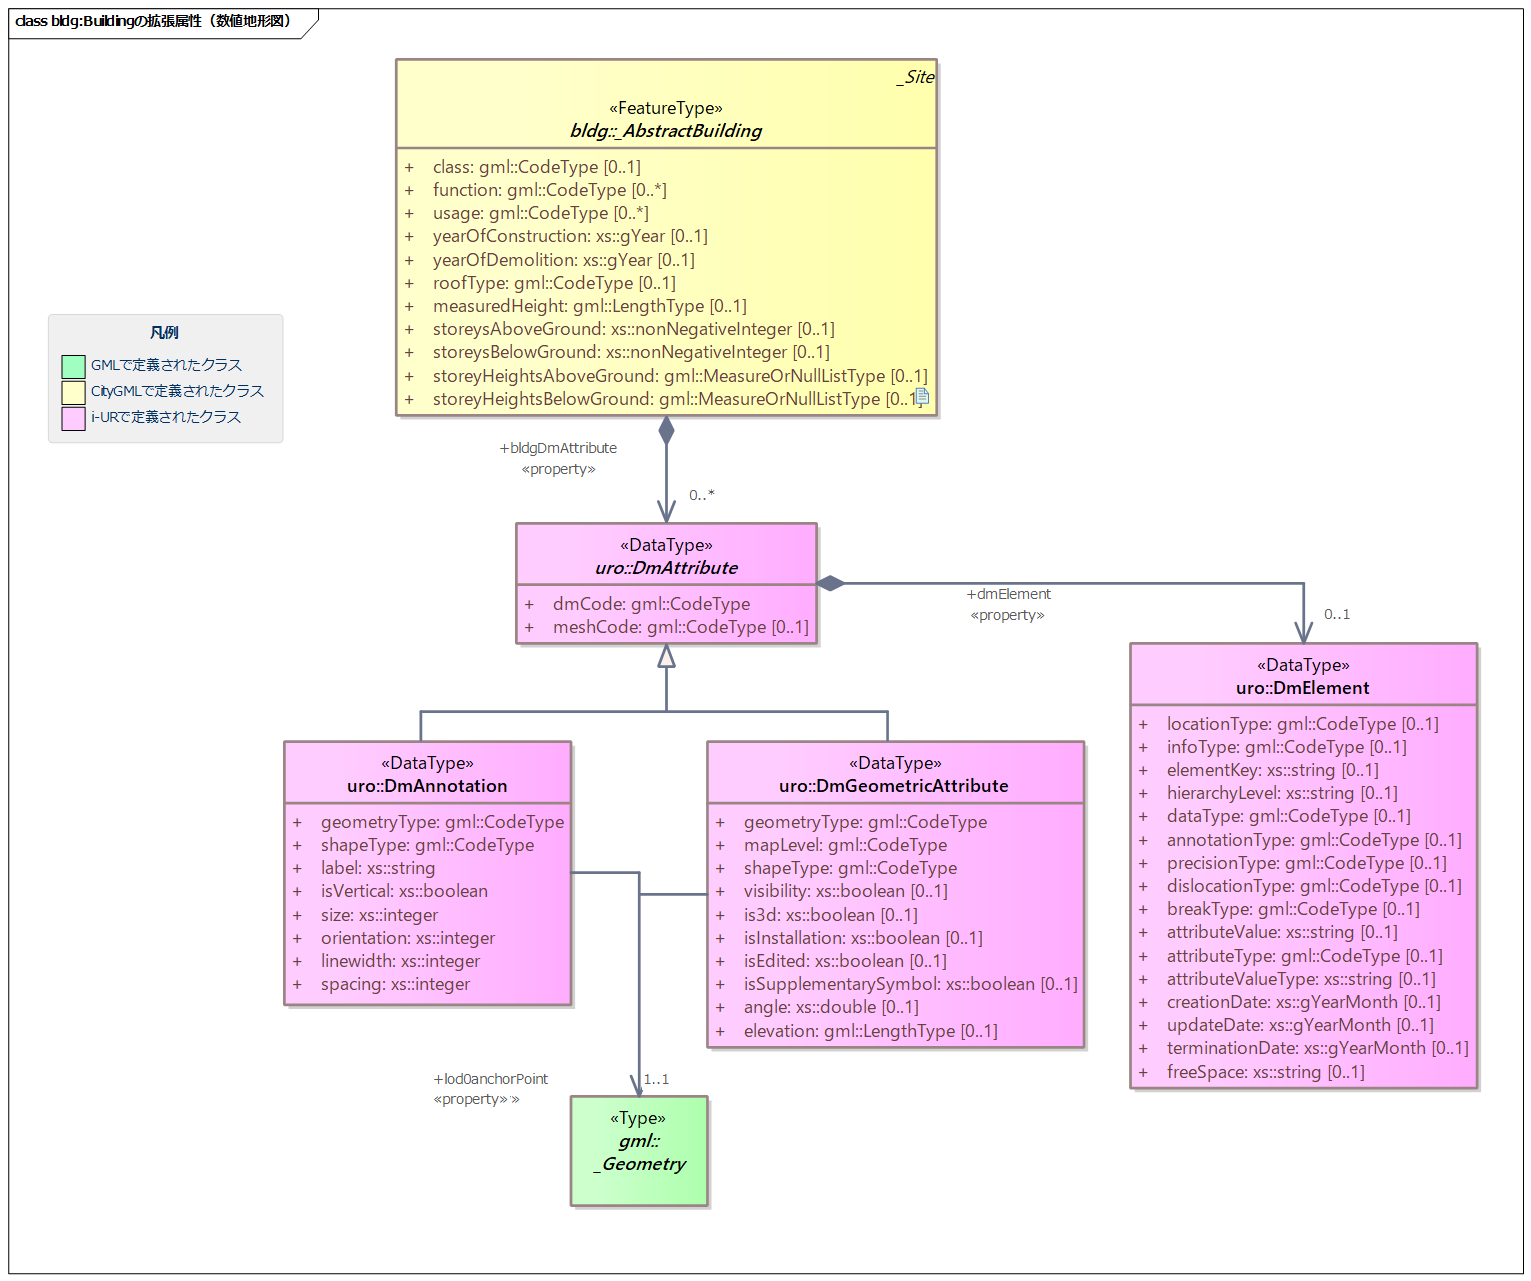 class bldg:Buildingの拡張属性（数値地形図）
_Site
«FeatureType»
bldg::_AbstractBuilding
+ class: gml::CodeType [0..1]
+ function: gml::CodeType [0..*]
+ usage: gml::CodeType [0..*]
+ yearOfConstruction: xs::gYear [0..1]
+ yearOfDemolition: xs::gYear [0..1]
+ roofType: gml::CodeType [0..1]
+ measuredHeight: gml::LengthType [0..1]
+ storeysAboveGround: xs::nonNegativeInteger [0..1]
+ storeysBelowGround: xs::nonNegativeInteger [0..1]
+ storeyHeightsAboveGround: gml::MeasureOrNullListType [0..1]
+ storeyHeightsBelowGround: gml::MeasureOrNullListType [0..1]
凡例
GMLで定義されたクラス
CityGMLで定義されたクラス
i-URで定義されたクラス
+bldgDmAttribute
«property»
0..*
«DataType»
uro::DmAttribute
+ dmCode: gml::CodeType
+ meshCode: gml::CodeType [0..1]
+dmElement
«property»
0..1
«DataType»
uro::DmElement
+ locationType: gml::CodeType [0..1]
+ infoType: gml::CodeType [0..1]
+ elementKey: xs::string [0..1]
+ hierarchyLevel: xs::string [0..1]
+ dataType: gml::CodeType [0..1]
+ annotationType: gml::CodeType [0..1]
+ precisionType: gml::CodeType [0..1]
+ dislocationType: gml::CodeType [0..1]
+ breakType: gml::CodeType [0..1]
+ attributeValue: xs::string [0..1]
+ attributeType: gml::CodeType [0..1]
+ attributeValueType: xs::string [0..1]
+ creationDate: xs::gYearMonth [0..1]
+ updateDate: xs::gYearMonth [0..1]
+ terminationDate: xs::gYearMonth [0..1]
+ freeSpace: xs::string [0..1]
«DataType»
uro::DmAnnotation
+ geometryType: gml::CodeType
+ shapeType: gml::CodeType
+ label: xs::string
+ isVertical: xs::boolean
+ size: xs::integer
+ orientation: xs::integer
+ linewidth: xs::integer
+ spacing: xs::integer
«DataType»
uro::DmGeometricAttribute
+ geometryType: gml::CodeType
+ mapLevel: gml::CodeType
+ shapeType: gml::CodeType
+ visibility: xs::boolean [0..1]
+ is3d: xs::boolean [0..1]
+ isInstallation: xs::boolean [0..1]
+ isEdited: xs::boolean [0..1]
+ isSupplementarySymbol: xs::boolean [0..1]
+ angle: xs::double [0..1]
+ elevation: gml::LengthType [0..1]
+lod0anchorPoint
«property» »
1..1
«Type»
gml::
_Geometry